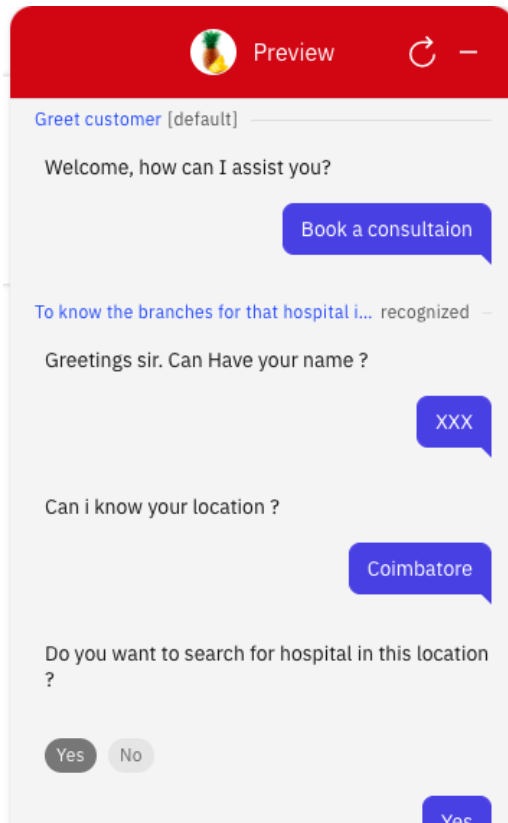 Preview
Greet customer [default]
Welcome, how can I assist you?
Book a consultaion
To know the branches for that hospital i... recognized
Greetings sir. Can Have your name ?
XXX
Can i know your location ?
Coimbatore
Do you want to search for hospital in this location
?
Yes No
Yes